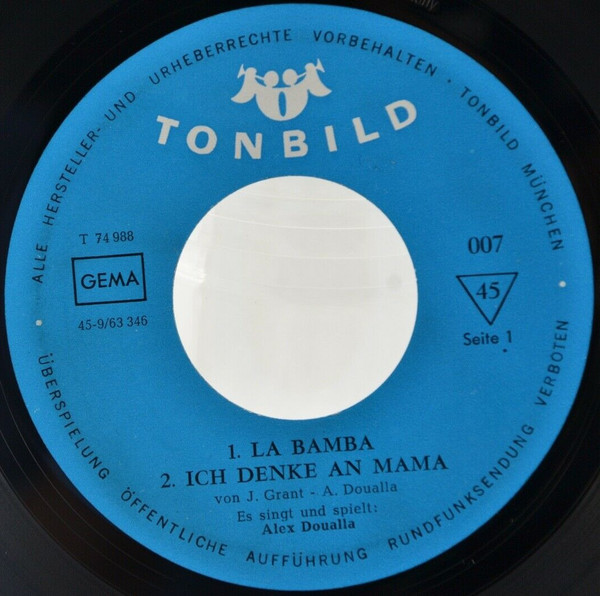 ALLE HERSTELLER- UND URHEBERRECHTE VORBEHALTEN · TONBILD MÜNCHEN
TONBILD
T 74 988
GEMA
45-9/63 346
007
45
Seite 1
1. LA BAMBA
2. ICH DENKE AN MAMA
von J. Grant - A. Doualla
Es singt und spielt:
Alex Doualla
ÜBERSPIELUNG ÖFFENTLICHE AUFFÜHRUNG RUNDFUNKSENDUNG VERBOTEN